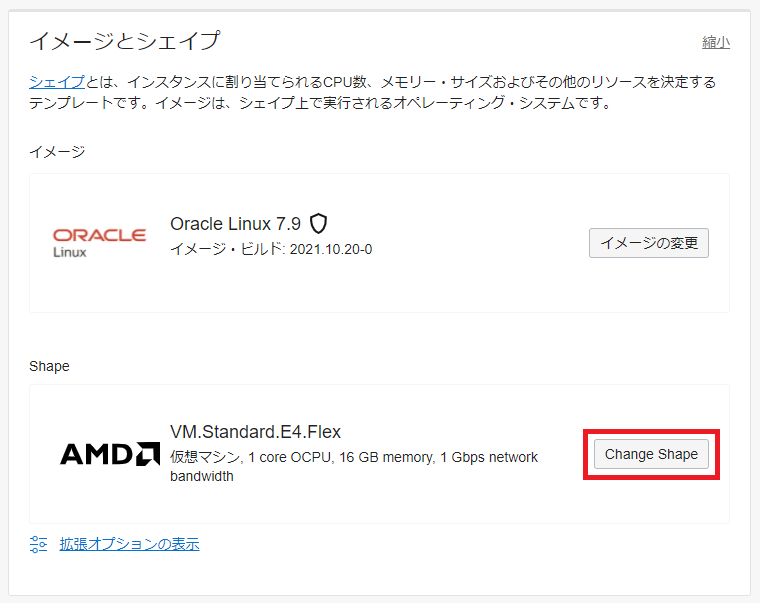 イメージとシェイプ
縮小
シェイプとは、インスタンスに割り当てられるCPU数、メモリー・サイズおよびその他のリソースを決定する
テンプレートです。イメージは、シェイプ上で実行されるオペレーティング・システムです。
イメージ
ORACLE
Linux
Oracle Linux 7.9
イメージ・ビルド: 2021.10.20-0
イメージの変更
Shape
AMD
VM.Standard.E4.Flex
仮想マシン, 1 core OCPU, 16 GB memory, 1 Gbps network
bandwidth
Change Shape
拡張オプションの表示